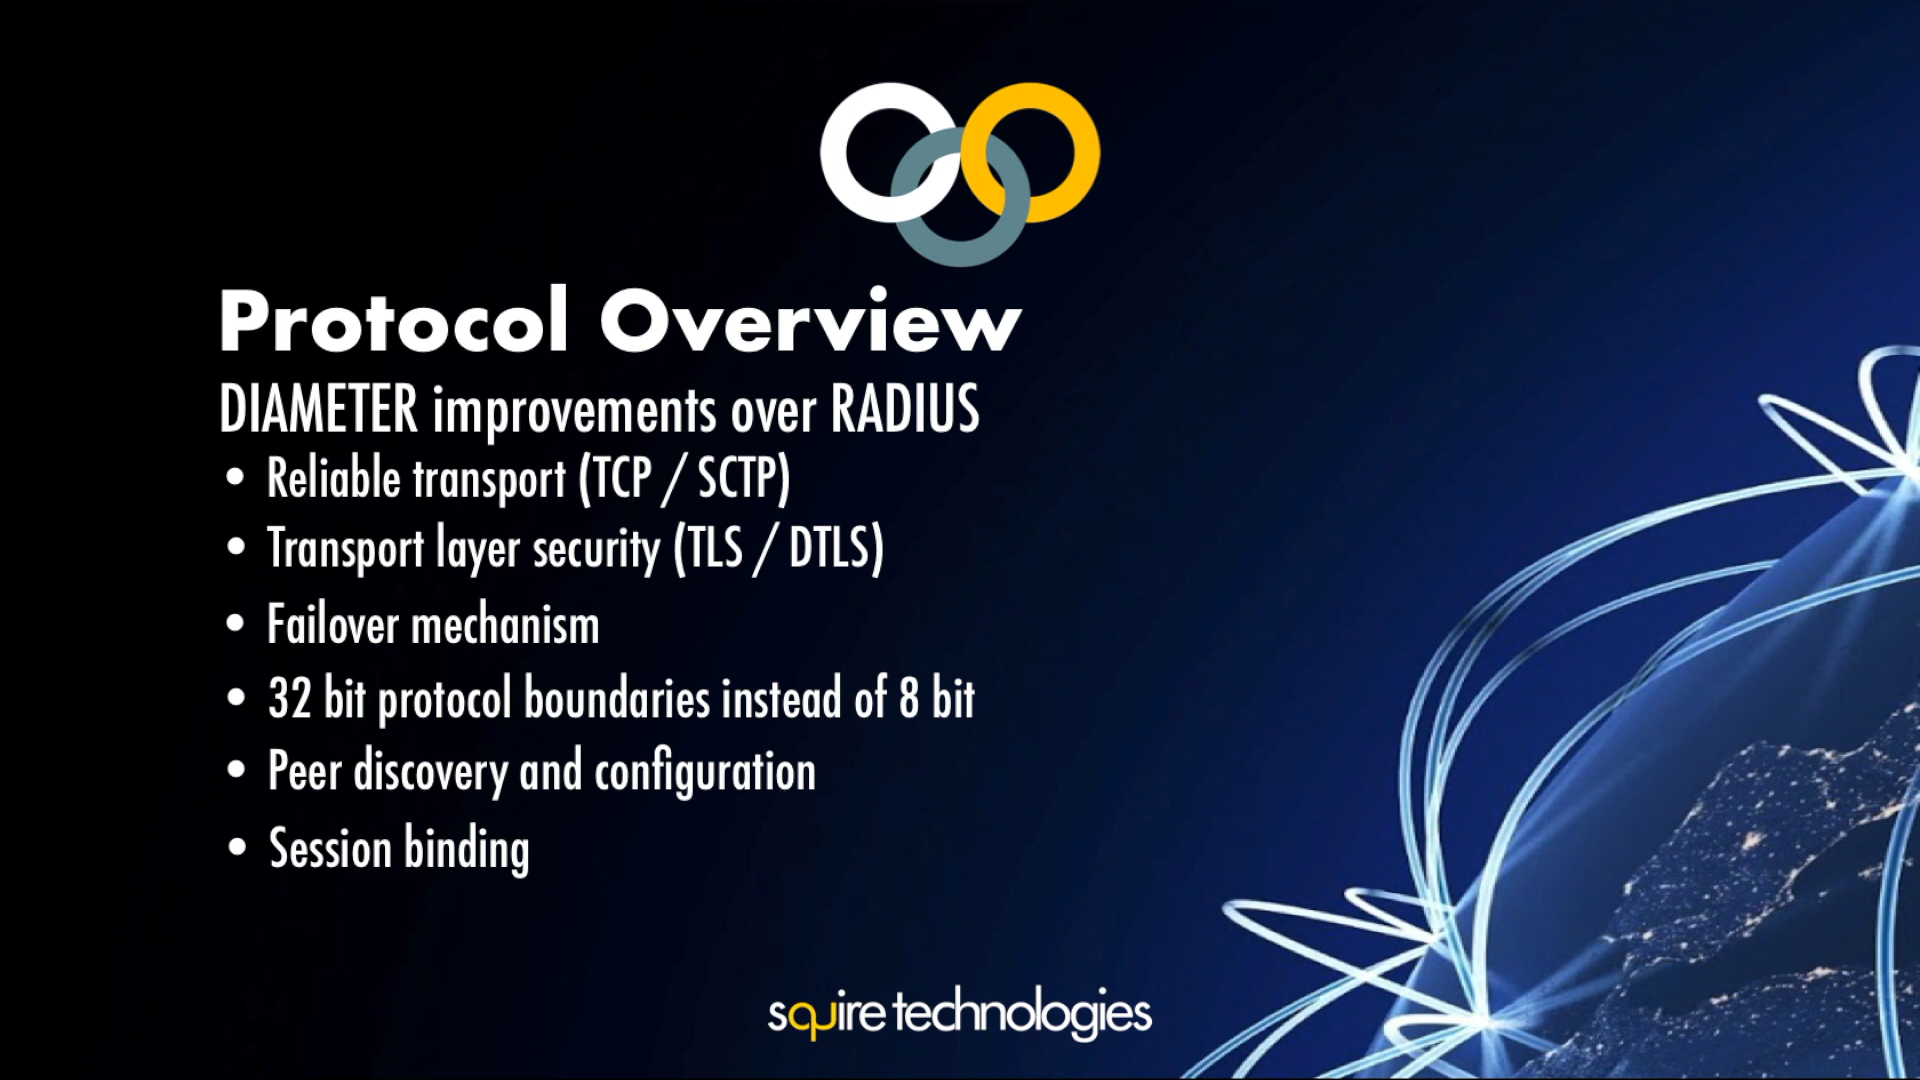 Protocol Overview
DIAMETER improvements over RADIUS
• Reliable transport (TCP / SCTP)
• Transport layer security (TLS / DTLS)
• Failover mechanism
• 32 bit protocol boundaries instead of 8 bit
• Peer discovery and configuration
• Session binding
squire technologies